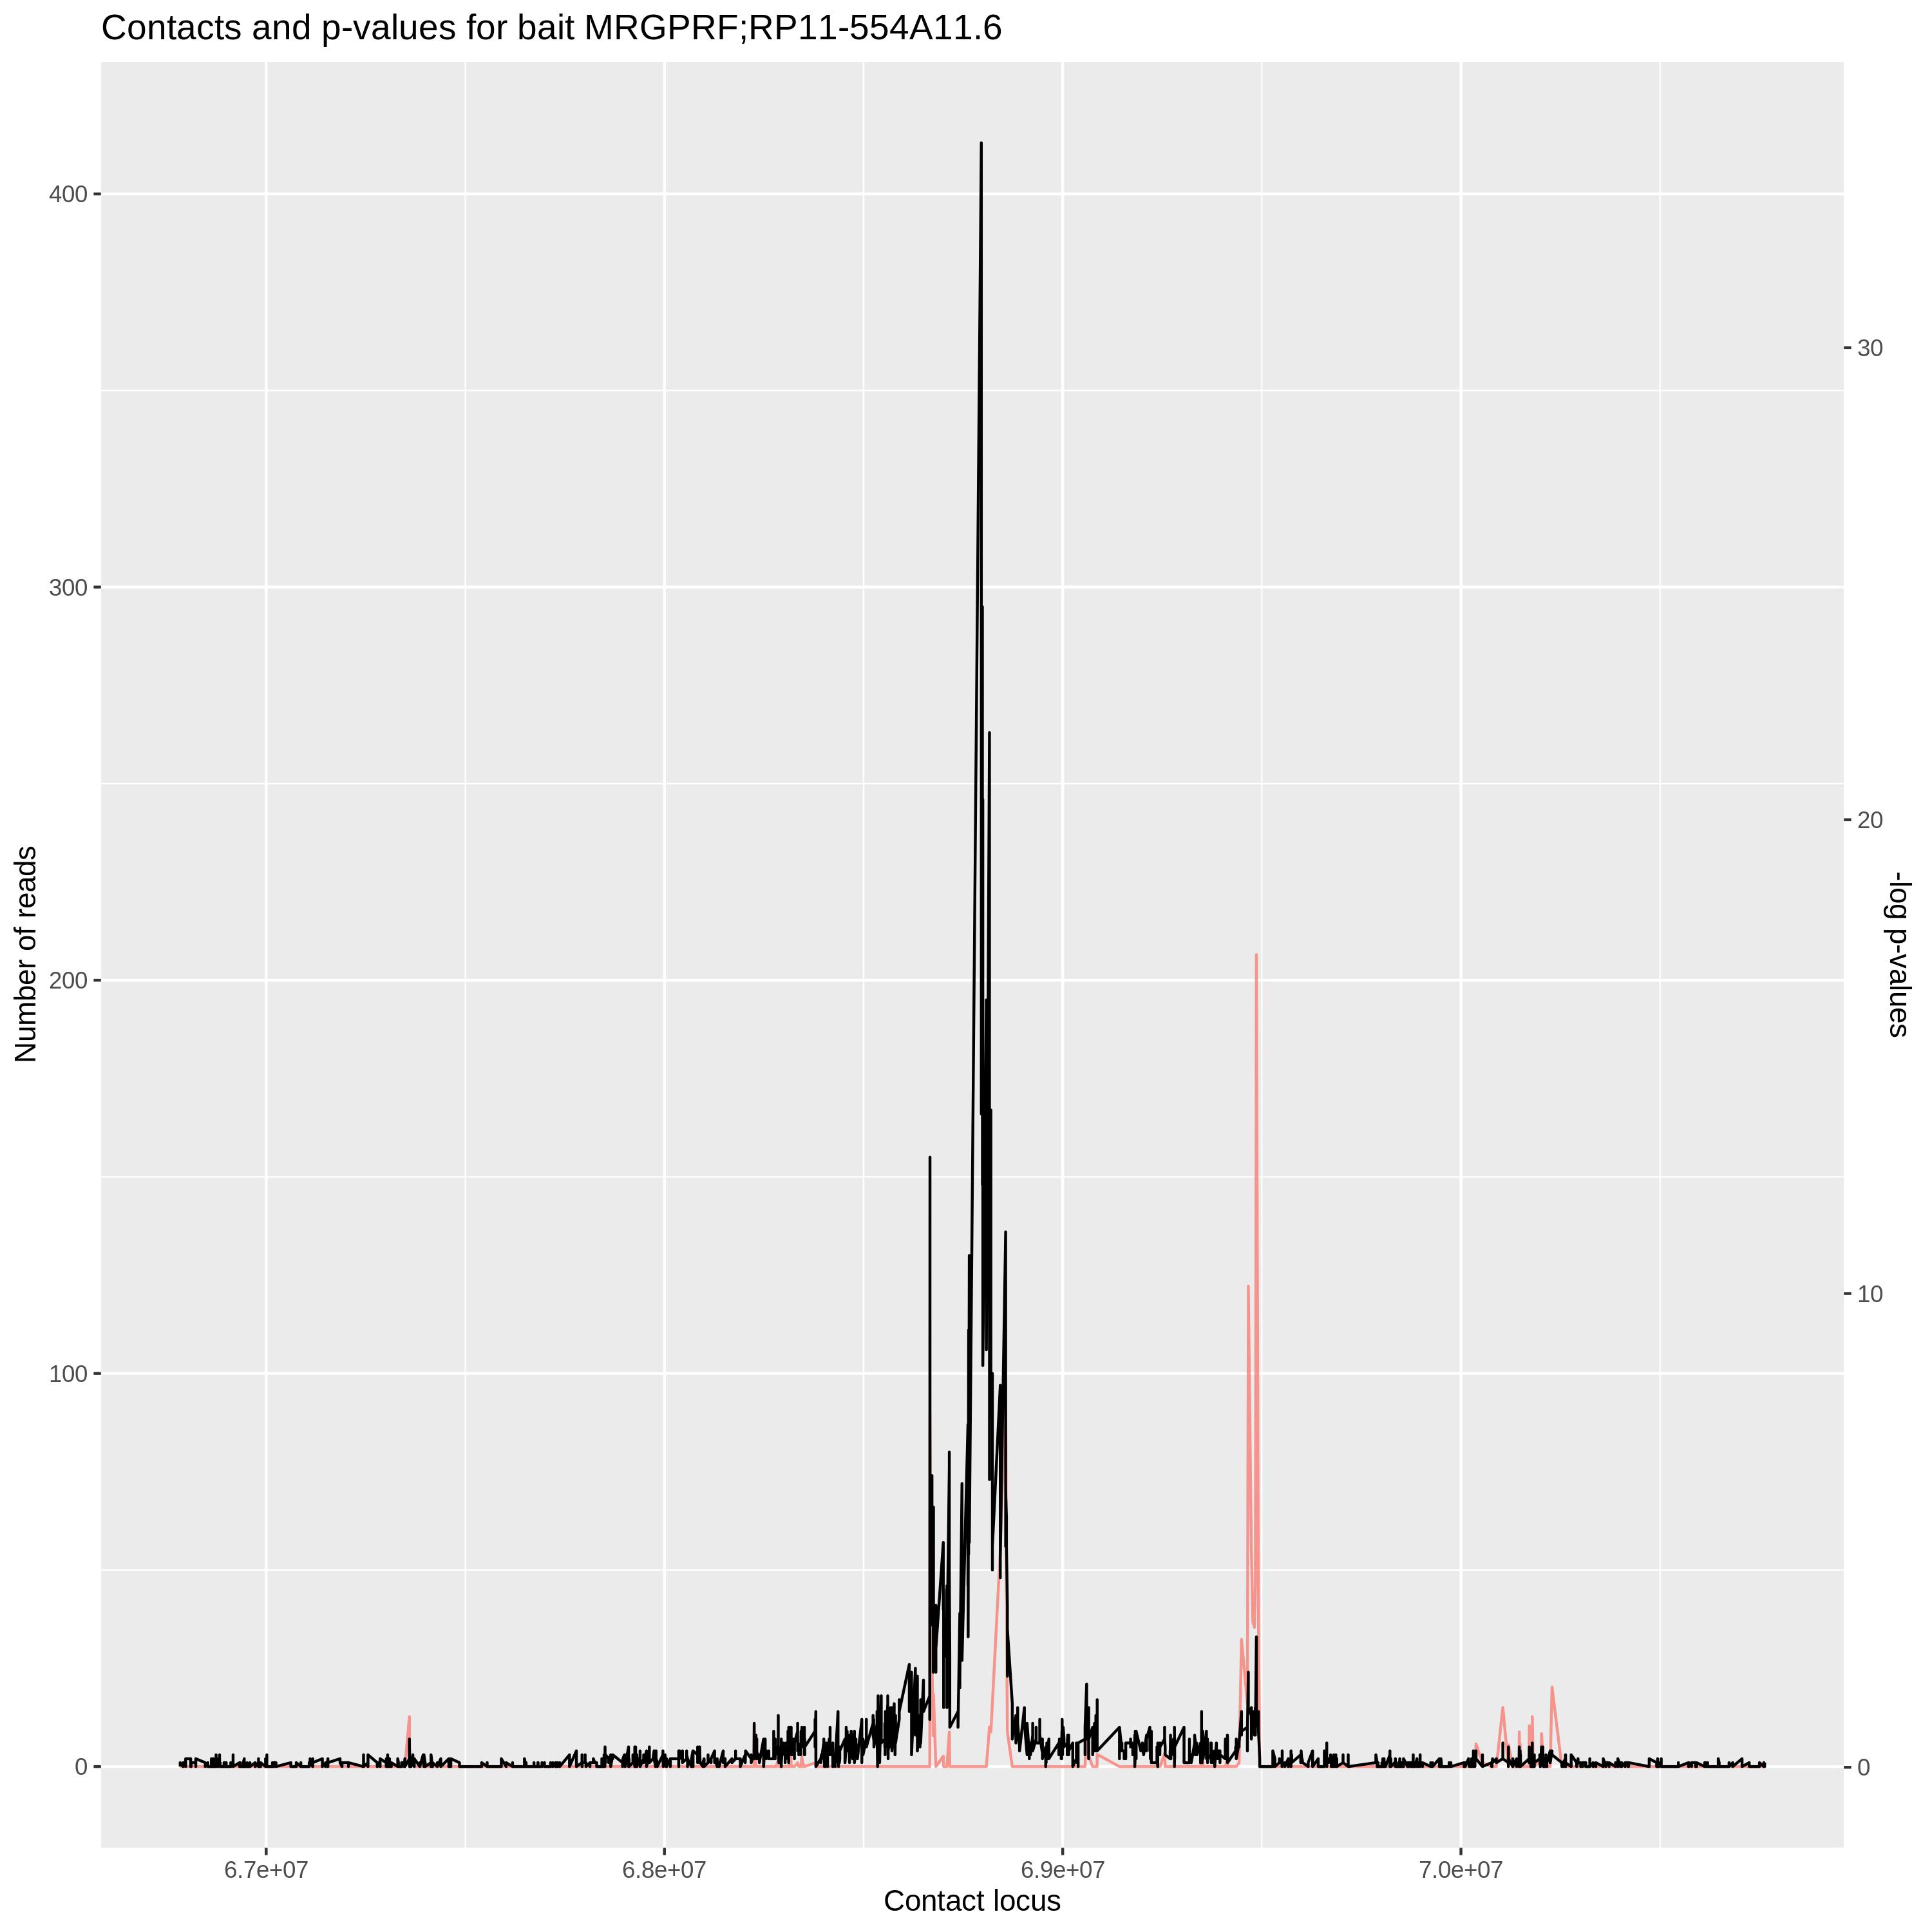 Contacts and p-values for bait MRGPRF;RP11-554A11.6
Number of reads
400
300
200
100
0
30
20
10
0
-log p-values
6.7e+07
6.8e+07
6.9e+07
7.0e+07
Contact locus